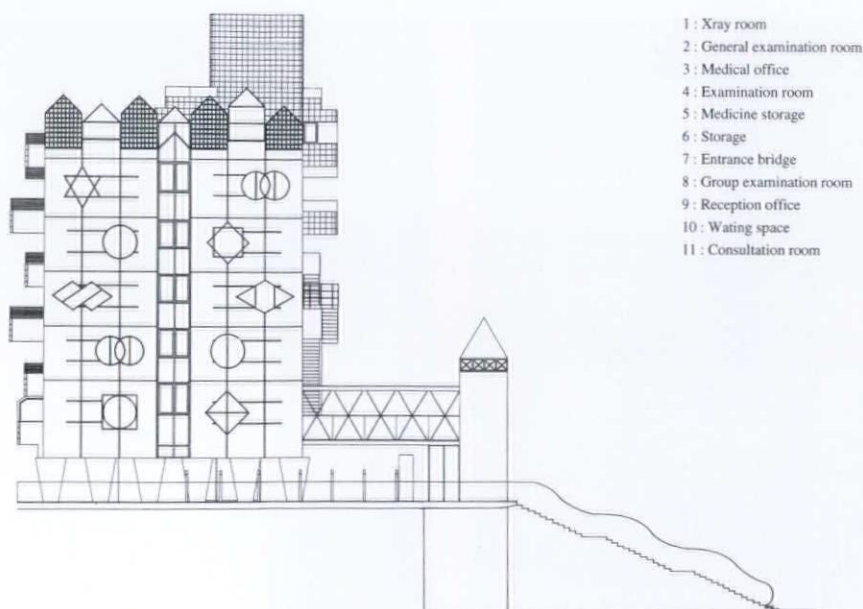 1 : Xray room
2 : General examination room
3 : Medical office
4 : Examination room
5 : Medicine storage
6 : Storage
7 : Entrance bridge
8 : Group examination room
9 : Reception office
10 : Wating space
11 : Consultation room